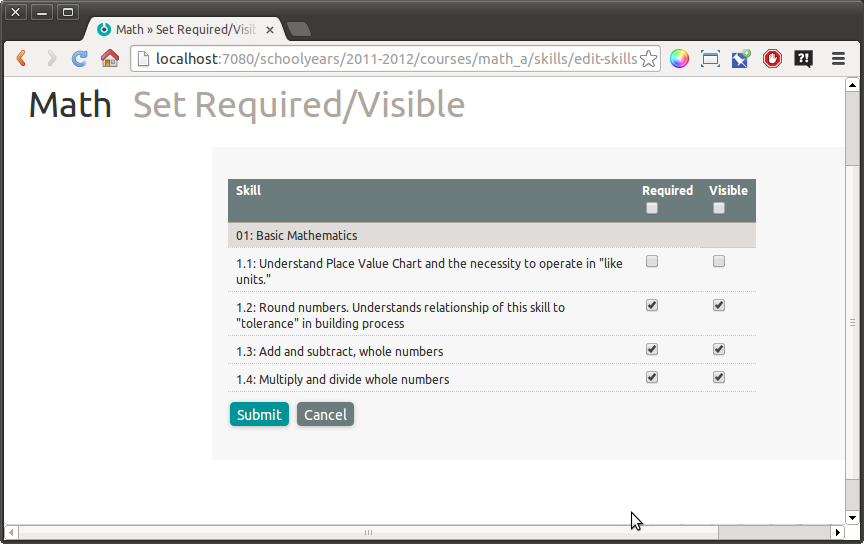 Math » Set Required/Visib
localhost:7080/schoolyears/2011-2012/courses/math_a/skills/edit-skills
?!
Math Set Required/Visible
Skill Required Visible
01: Basic Mathematics
1.1: Understand Place Value Chart and the necessity to operate in "like
units."
1.2: Round numbers. Understands relationship of this skill to
"tolerance" in building process
1.3: Add and subtract, whole numbers
1.4: Multiply and divide whole numbers
Submit Cancel